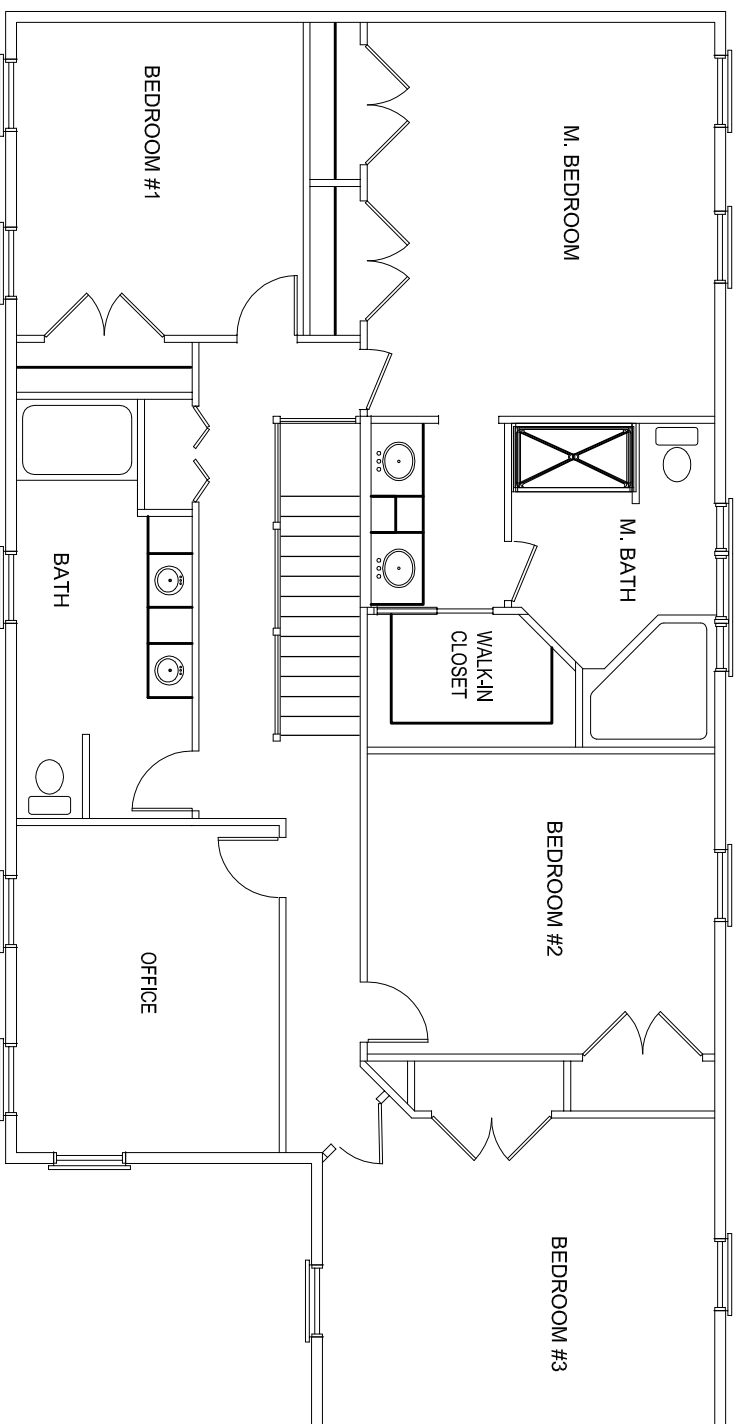 BEDROOM #1
M. BEDROOM
BATH
M. BATH
WALK-IN
CLOSET
OFFICE
BEDROOM #2
BEDROOM #3